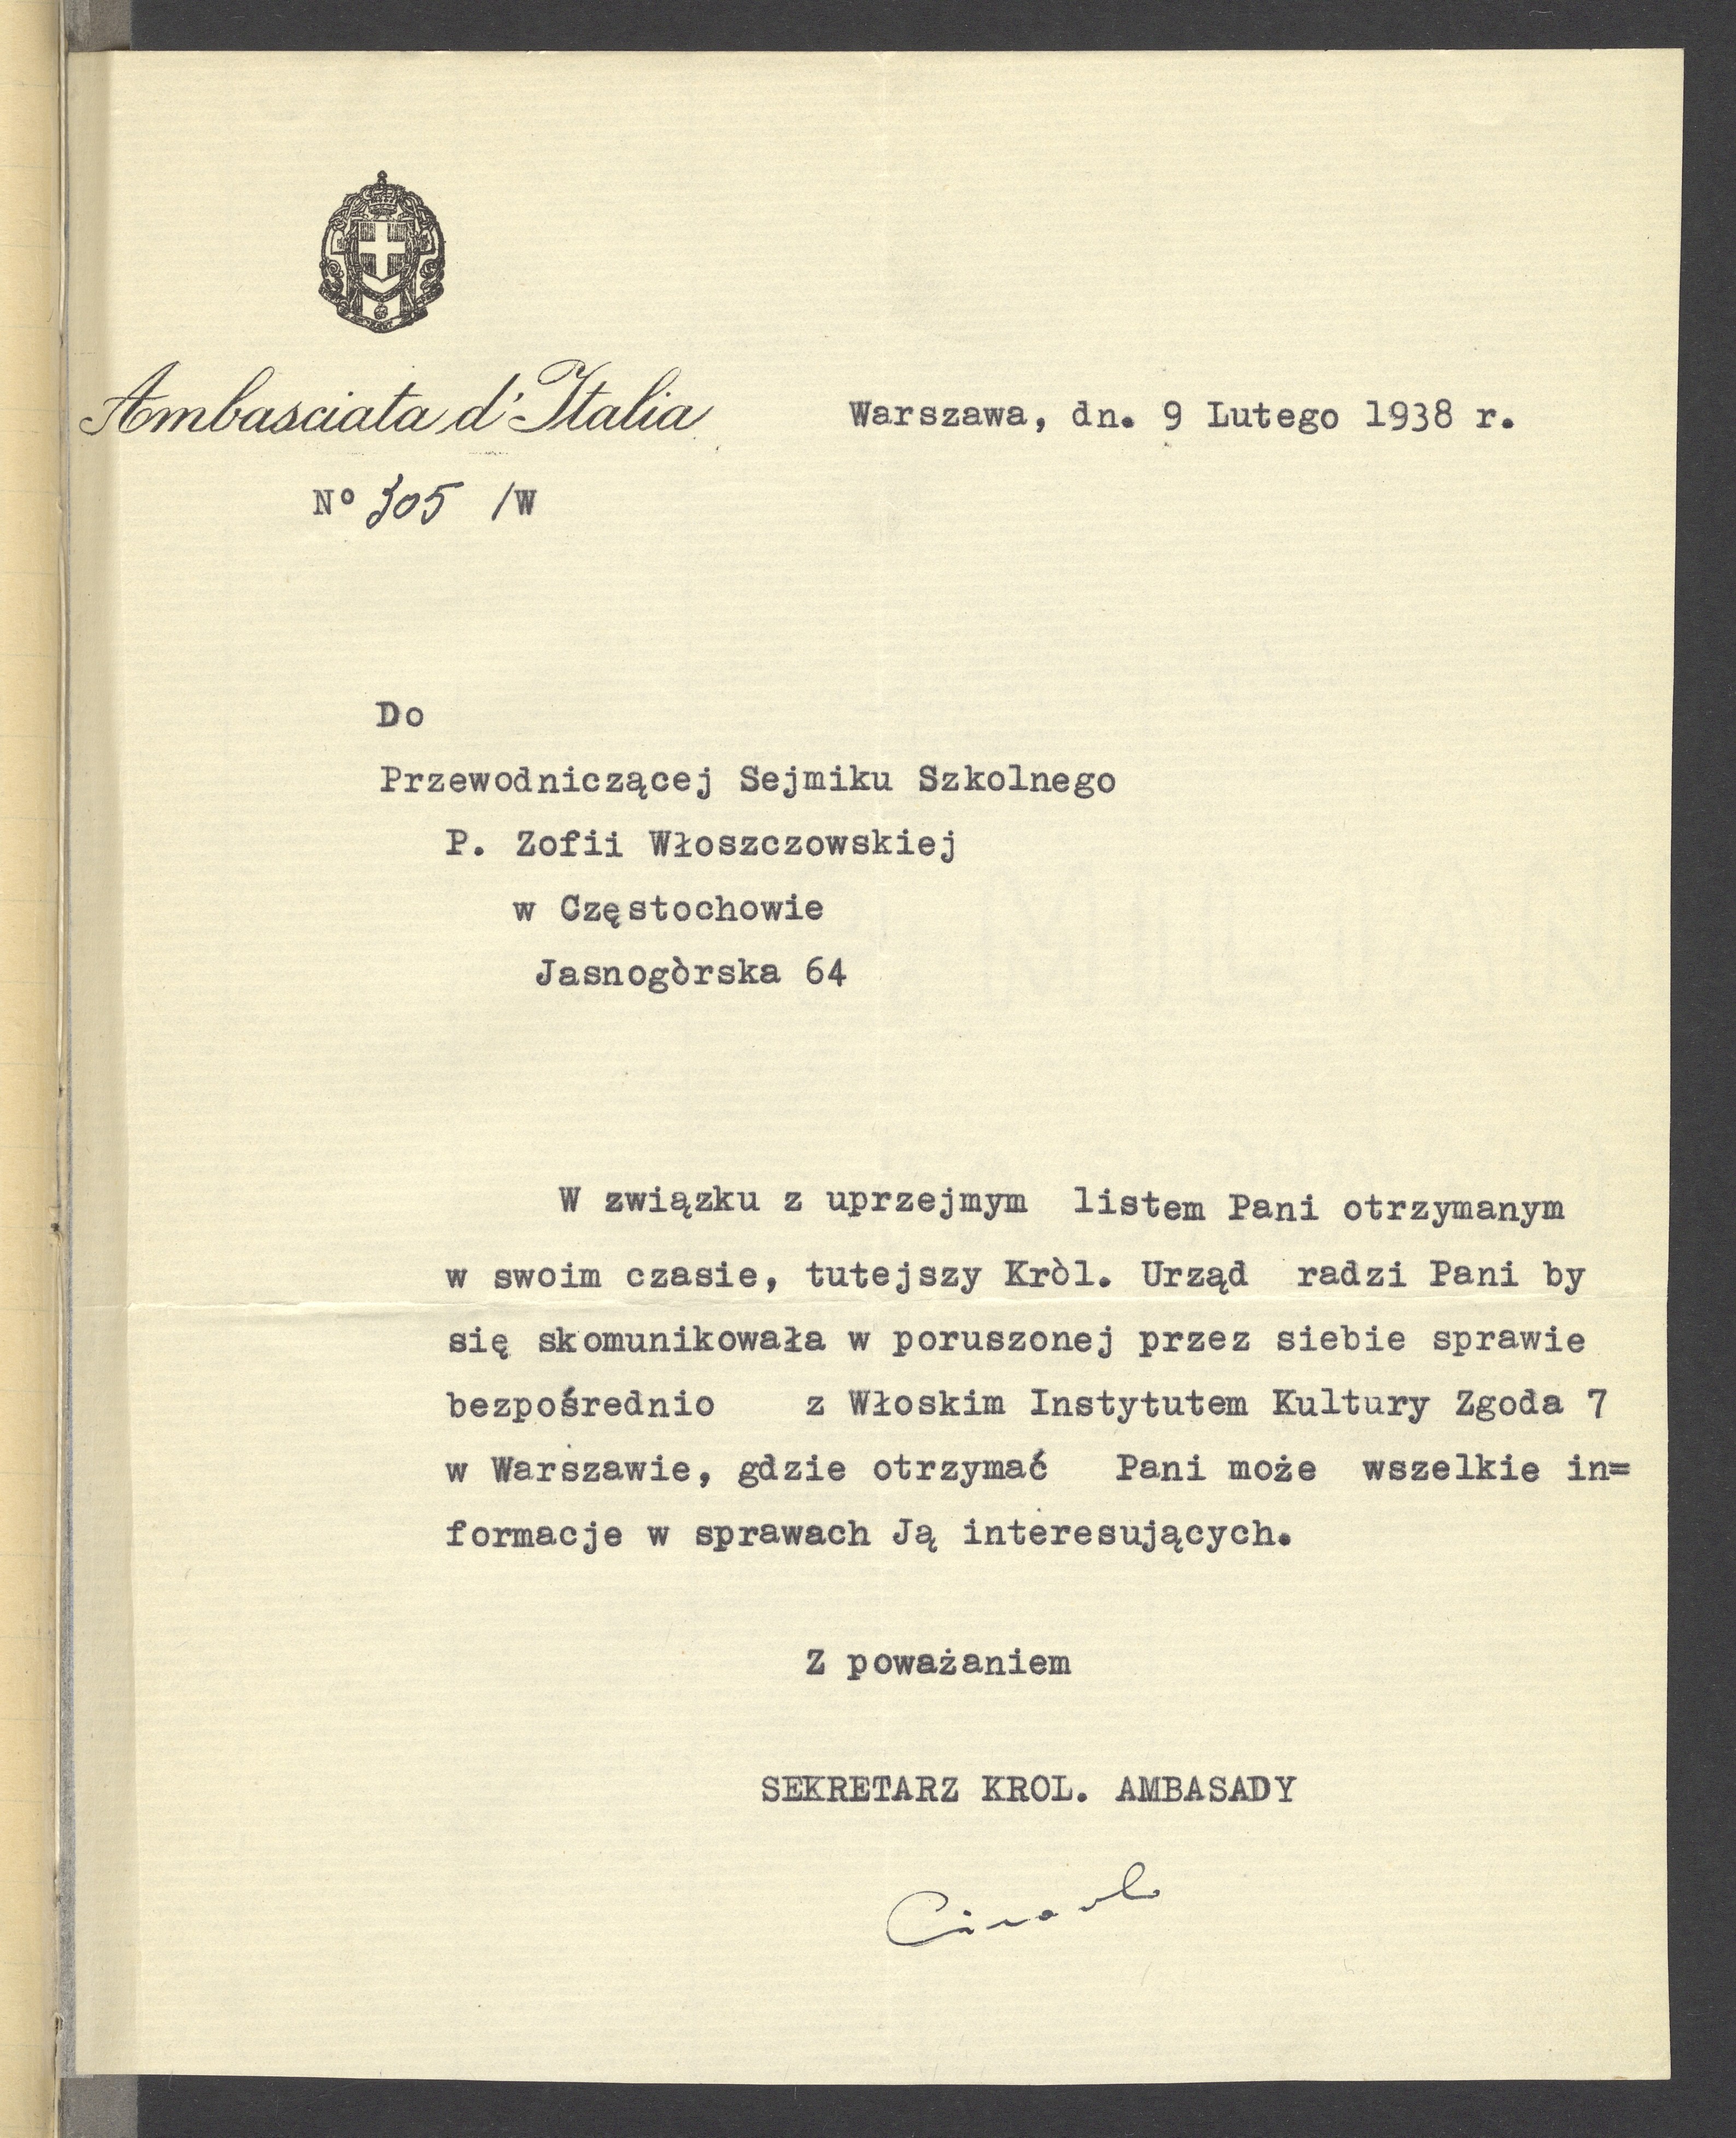 Ambasciata d'Italia
Warszawa, dn. 9 Lutego 1938 r.
Nº 305 /W
Do
Przewodniczącej Sejmiku Szkolnego
P. Zofii Włoszczowskiej
w Częstochowie
Jasnogòrska 64
W związku z uprzejmym listem Pani otrzymanym
w swoim czasie, tutejszy Kròl. Urząd radzi Pani by
się skomunikowała w poruszonej przez siebie sprawie
bezpośrednio z Włoskim Instytutem Kultury Zgoda 7
w Warszawie, gdzie otrzymać Pani może wszelkie in=
formacje w sprawach Ją interesujących.
Z poważaniem
SEKRETARZ KROL. AMBASADY